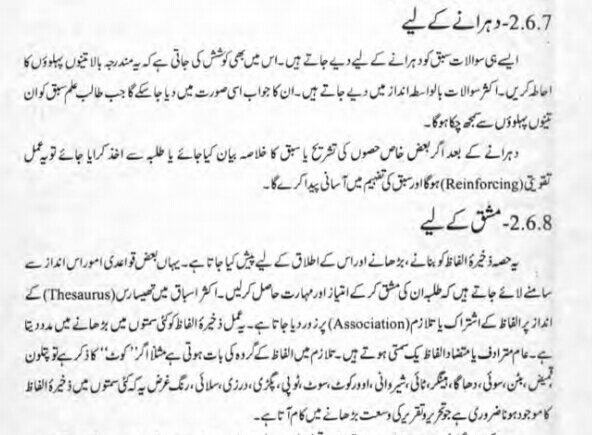 2.6.7-دہرانے کے لیے
ایسے ہی سوالات سبق کو دہرانے کے لیے دیے جاتے ہیں۔ اس میں بھی کوشش کی جاتی ہے کہ یہ مندرجہ بالا تینوں پہلوؤں کا
احاطہ کریں۔ اکثر سوالات بالواسطہ انداز میں دیے جاتے ہیں۔ ان کا جواب اسی صورت میں دیا جا سکے گا جب طالب علم سبق کو ان
تینوں پہلوؤں سے سمجھ چکا ہوگا۔
دہرانے کے بعد اگر بعض خاص حصوں کی تشریح یا سبق کا خلاصہ بیان کیا جائے یا طلبہ سے اخذ کرایا جائے تو یہ عمل
تقویتی (Reinforcing) ہوگا اور سبق کی تفہیم میں آسانی پیدا کرے گا۔
2.6.8-مشق کے لیے
یہ حصہ ذخیرۂ الفاظ کو بنانے، بڑھانے اور اس کے اطلاق کے لیے پیش کیا جاتا ہے۔ یہاں بعض قواعدی امور اس انداز سے
سامنے لائے جاتے ہیں کہ طلبہ ان کی مشق کر کے امتیاز اور مہارت حاصل کر لیں۔ اکثر اسباق میں تھیسارس (Thesaurus) کے
انداز پر الفاظ کے اشتراک یا تلازم (Association) پر زور دیا جاتا ہے۔ یہ عمل ذخیرۂ الفاظ کو کئی سمتوں میں بڑھانے میں مدد دیتا
ہے۔ عام مترادف یا متضاد الفاظ یک سمتی ہوتے ہیں۔ تلازم میں الفاظ کے گروہ کی بات ہوتی ہے مثلاً اگر ”کوٹ“ کا ذکر ہے تو پتلون
قمیض، بٹن، سوئی، دھاگا، ہینگر، ٹائی، شیروانی، اوورکوٹ، سوٹ، ٹوپی، پگڑی، درزی، سلائی، رنگ غرض یہ کہ کئی سمتوں میں ذخیرۂ الفاظ
کا موجود ہونا ضروری ہے جو تحریر و تقریر کی وسعت بڑھانے میں کام آتا ہے۔